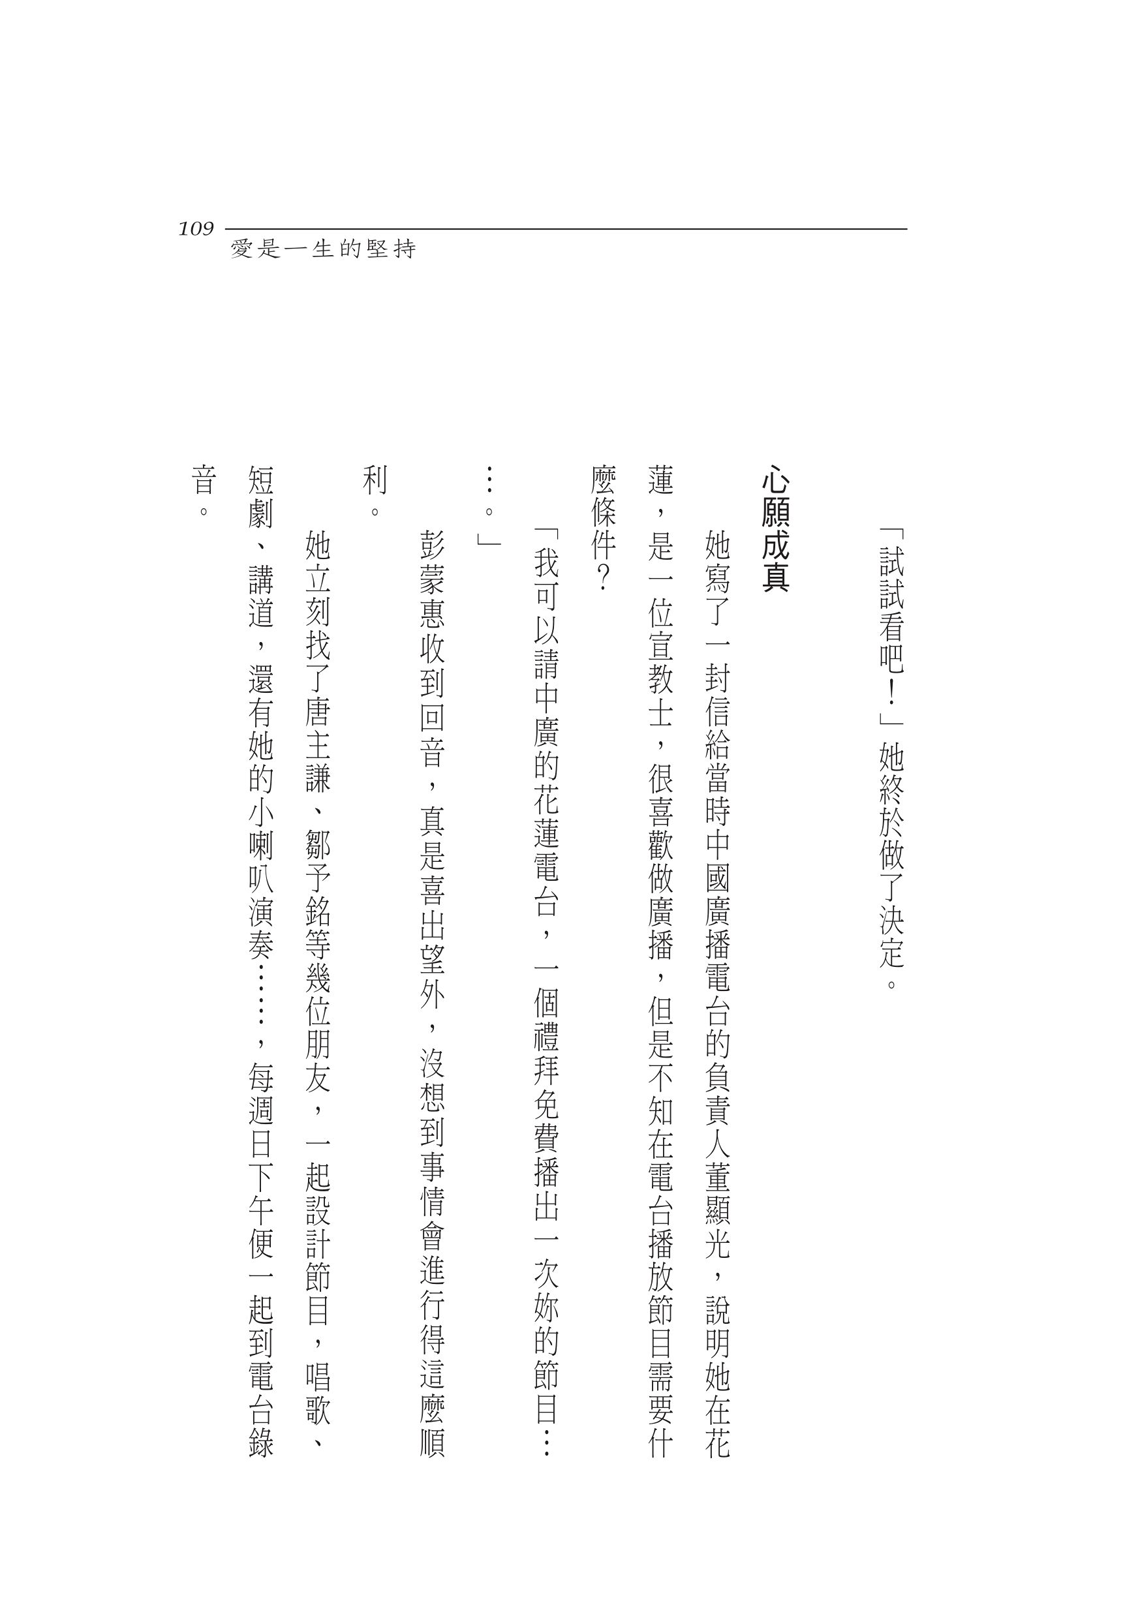 109
愛是一生的堅持
「試試看吧！」她終於做了決定。
心願成真
她寫了一封信給當時中國廣播電台的負責人董顯光，說明她在花
蓮，是一位宣教士，很喜歡做廣播，但是不知在電台播放節目需要什
麼條件？
「我可以請中廣的花蓮電台，一個禮拜免費播出一次妳的節目…
…。」
彭蒙惠收到回音，真是喜出望外，沒想到事情會進行得這麼順
利。
她立刻找了唐主謙、鄒予銘等幾位朋友，一起設計節目，唱歌、
短劇、講道，還有她的小喇叭演奏……，每週日下午便一起到電台錄
音。